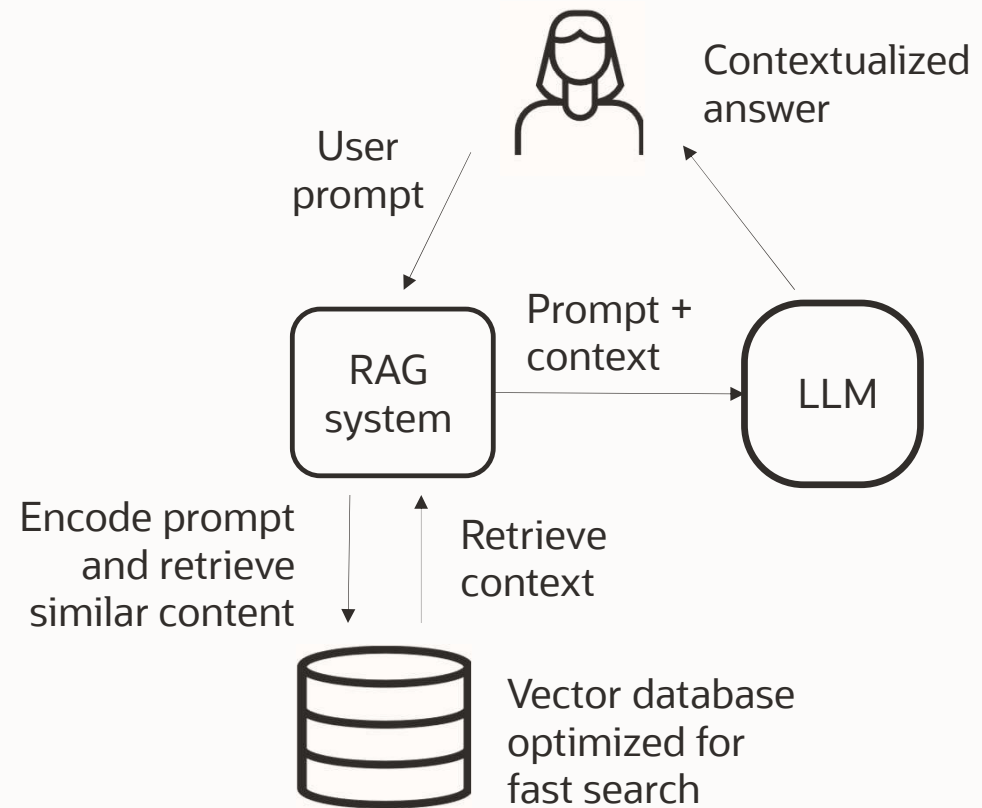 Contextualized
answer
User
prompt
Prompt +
context
RAG
system
LLM
Encode prompt
and retrieve
similar content
Retrieve
context
Vector database
optimized for
fast search